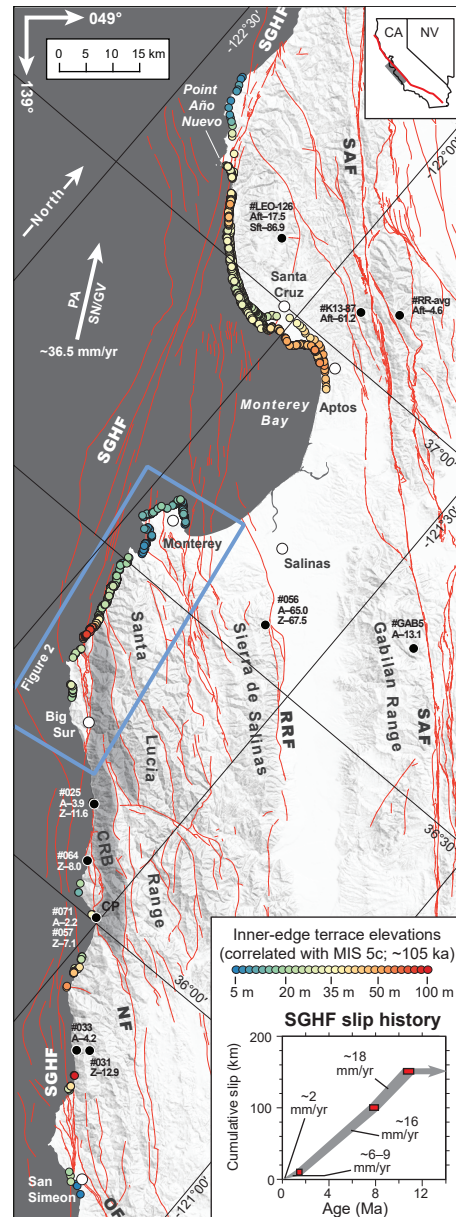 049°
139°
0 5 10 15 km
-122°30'
SGHF
CA
NV
Point
Año
Nuevo
SAF
-122°00'
North
#LEO-126
Aft–17.5
Sft–86.9
PA
SN/GV
~36.5 mm/yr
Santa
Cruz
#K13-87
Aft–61.2
#RR-avg
Aft–4.6
Aptos
Monterey
Bay
SGHF
37°00'
-121°30'
Monterey
Salinas
#056
A–65.0
Z–67.5
#GAB5
A–13.1
Figure 2
Santa
Lucia
Range
Sierra de Salinas
Gabilan Range
RRF
SAF
Big
Sur
36°30'
#025
A–3.9
Z–11.6
#064
Z–8.0
CRB
#071
A–2.2
#057
Z–7.1
CP
36°00'
NF
#033
A–4.2
#031
Z–12.9
SGHF
San
Simeon
OF
-121°00'
Inner-edge terrace elevations
(correlated with MIS 5c; ~105 ka)
5 m 20 m 35 m 50 m 100 m
SGHF slip history
Cumulative slip (km)
200
100
0
~18
mm/yr
~2
mm/yr
~16
mm/yr
~6–9
mm/yr
0 4 8 12
Age (Ma)